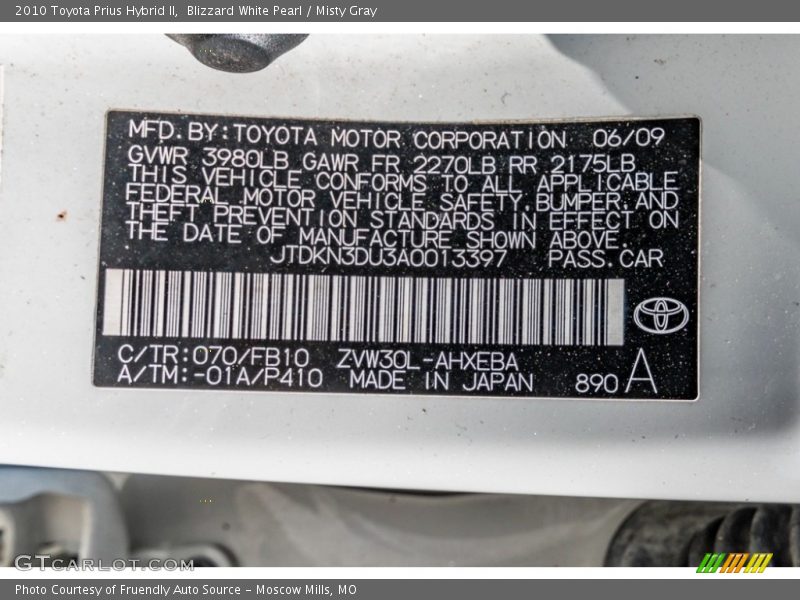 2010 Toyota Prius Hybrid II, Blizzard White Pearl / Misty Gray
MFD. BY: TOYOTA MOTOR CORPORATION 06/09
GVWR 3980LB GAWR FR 2270LB RR 2175LB
THIS VEHICLE CONFORMS TO ALL APPLICABLE
FEDERAL MOTOR VEHICLE SAFETY, BUMPER AND
THEFT PREVENTION STANDARDS IN EFFECT ON
THE DATE OF MANUFACTURE SHOWN ABOVE.
JTDKN3DU3A0013397 PASS. CAR
C/TR: 070/FB10 ZVW30L-AHXEBA
A/TM: -01A/P410 MADE IN JAPAN 890 A
GTCARLOT.COM
Photo Courtesy of Fruendly Auto Source - Moscow Mills, MO